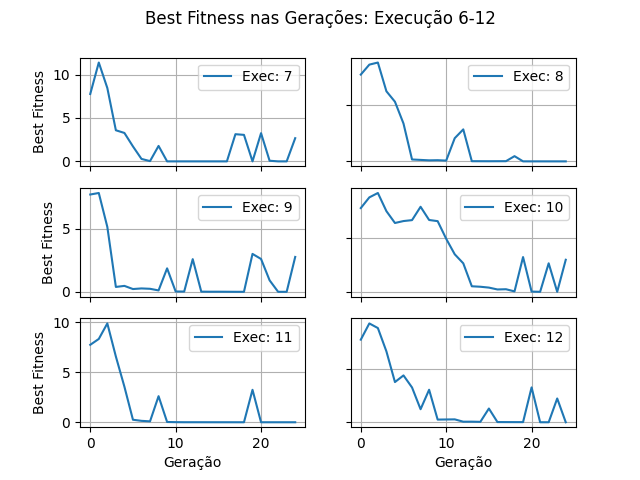 Best Fitness nas Gerações: Execução 6-12
Best Fitness
10
5
0
Exec: 7
Exec: 8
Best Fitness
5
0
Exec: 9
Exec: 10
Best Fitness
10
5
0
Exec: 11
Exec: 12
0 10 20
0 10 20
Geração
Geração